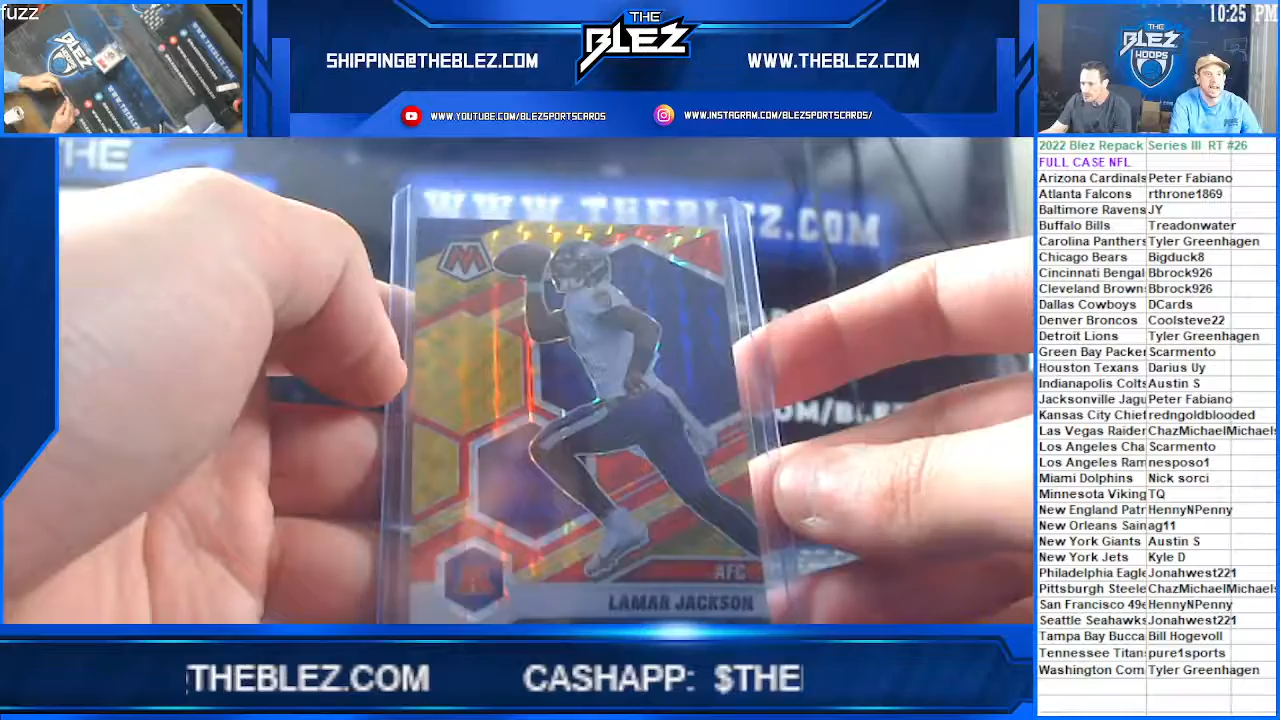 fuzz
SHIPPING@THEBLEZ.COM
THE
BLEZ
WWW.THEBLEZ.COM
WWW.YOUTUBE.COM/BLEZSPORTSCARDS
WWW.INSTAGRAM.COM/BLEZSPORTSCARDS/
10:25 PM
THE
BLEZ
HOOPS
HE
WWW.THEBLEZ.COM
M
AFC
LAMAR JACKSON
2022 Blez Repack Series III RT #26
FULL CASE NFL
Arizona Cardinals Peter Fabiano
Atlanta Falcons rthrone1869
Baltimore Ravens JY
Buffalo Bills Treadonwater
Carolina Panthers Tyler Greenhagen
Chicago Bears Bigduck8
Cincinnati Bengal Bbrock926
Cleveland Brown Bbrock926
Dallas Cowboys DCards
Denver Broncos Coolsteve22
Detroit Lions Tyler Greenhagen
Green Bay Packer Scarmento
Houston Texans Darius Uy
Indianapolis Colts Austin S
Jacksonville Jagu Peter Fabiano
Kansas City Chief redngoldblooded
Las Vegas Raider ChazMichaelMichaels
Los Angeles Cha Scarmento
Los Angeles Ram nesposo1
Miami Dolphins Nick sorci
Minnesota Viking TQ
New England Patr HennyNPenny
New Orleans Sain ag11
New York Giants Austin S
New York Jets Kyle D
Philadelphia Eagle Jonahwest221
Pittsburgh Steele ChazMichaelMichaels
San Francisco 49e HennyNPenny
Seattle Seahawks Jonahwest221
Tampa Bay Bucca Bill Hogevoll
Tennessee Titan pure1sports
Washington Com Tyler Greenhagen
THEBLEZ.COM CASHAPP: $THE